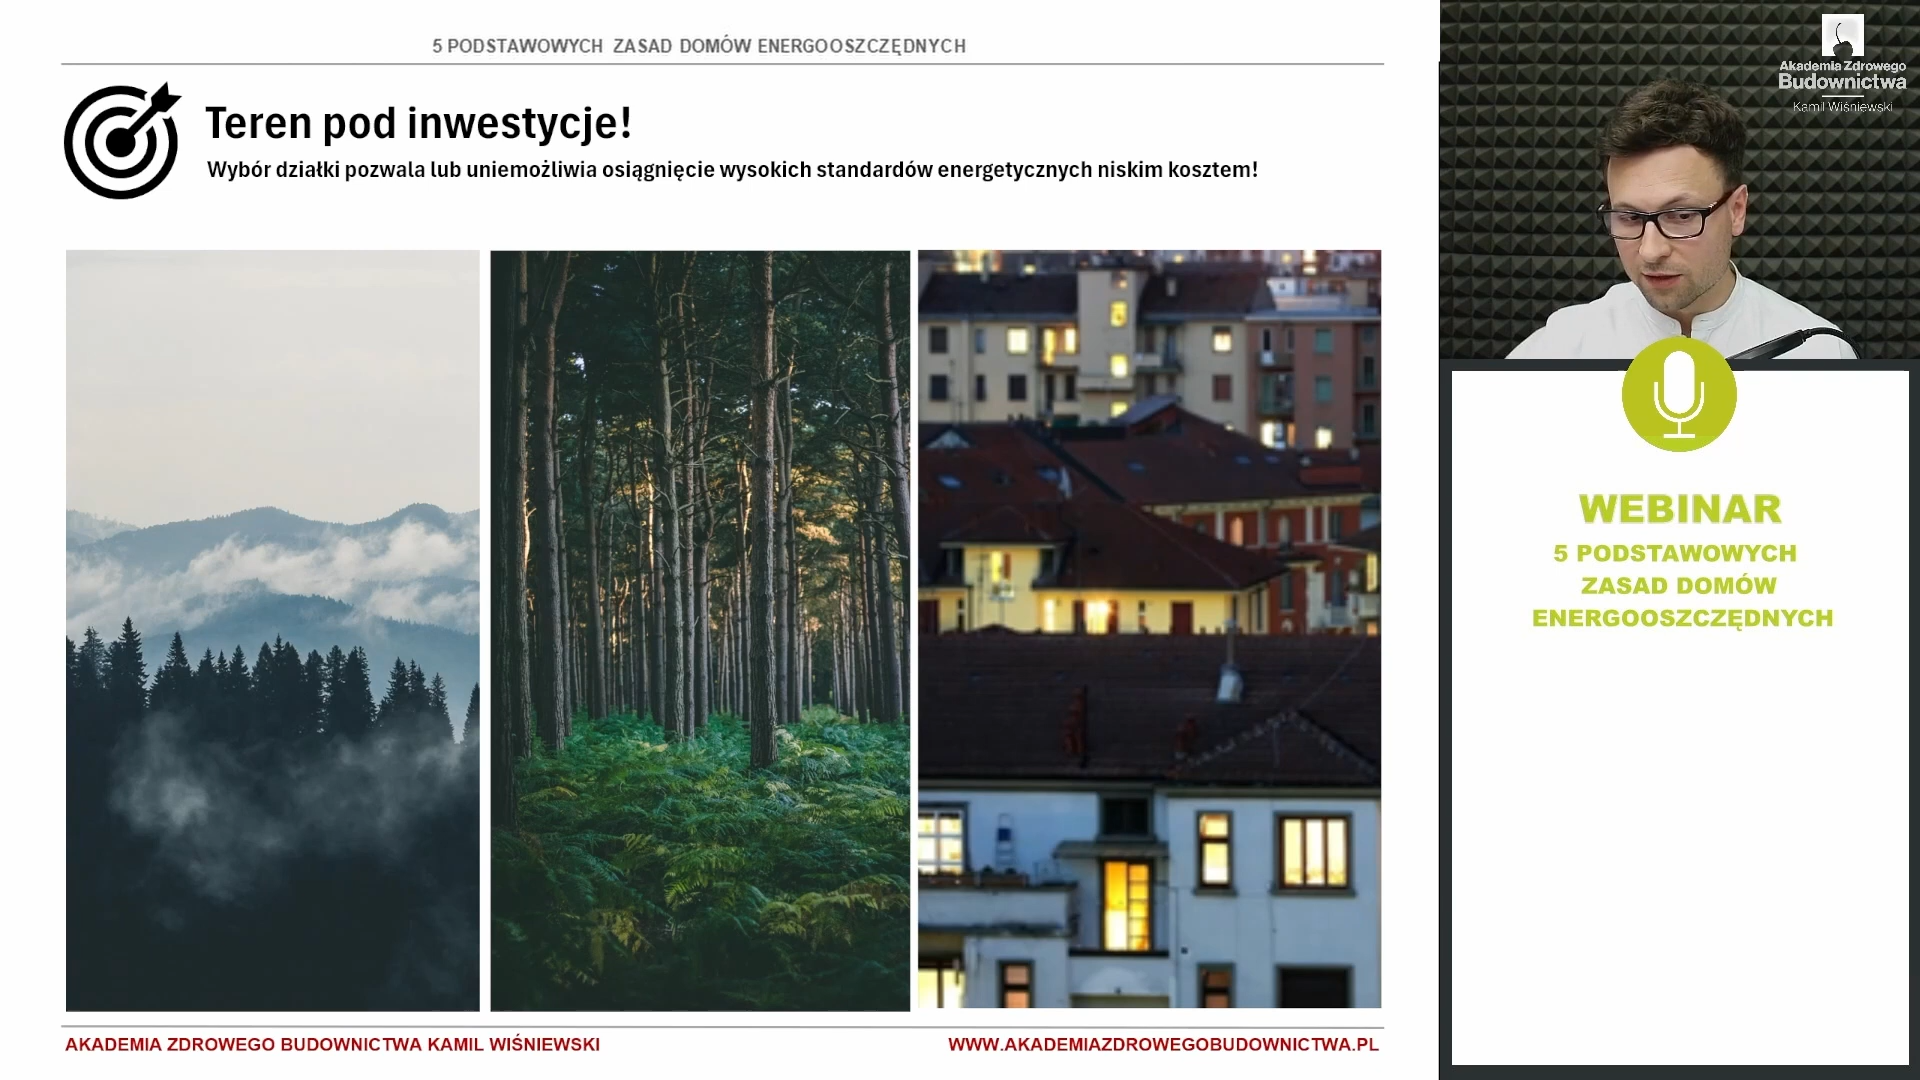 5 PODSTAWOWYCH ZASAD DOMÓW ENERGOOSZCZĘDNYCH
Teren pod inwestycje!
Wybór działki pozwala lub uniemożliwia osiągnięcie wysokich standardów energetycznych niskim kosztem!
AKADEMIA ZDROWEGO BUDOWNICTWA KAMIL WIŚNIEWSKI
WWW.AKADEMIAZDROWEGOBUDOWNICTWA.PL
Akademia Zdrowego
Budownictwa
Kamil Wiśniewski
WEBINAR
5 PODSTAWOWYCH
ZASAD DOMÓW
ENERGOOSZCZĘDNYCH